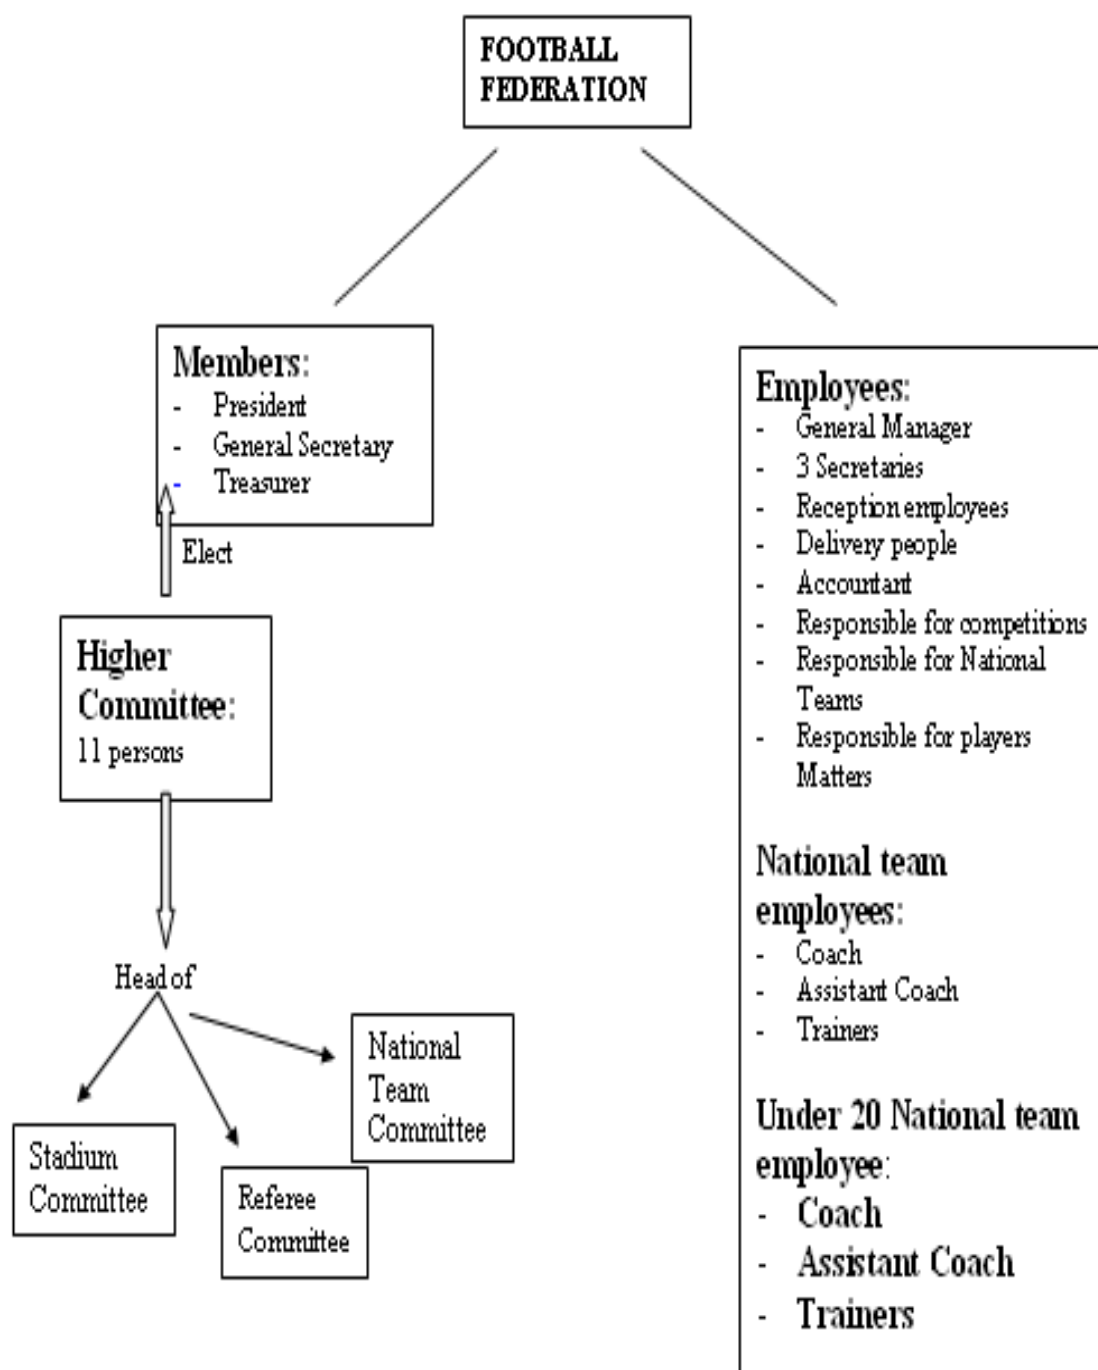 FOOTBALL
FEDERATION
Members:
- President
- General Secretary
- Treasurer
Elect
Higher
Committee:
11 persons
Head of
National
Team
Committee
Stadium
Committee
Referee
Committee
Employees:
- General Manager
- 3 Secretaries
- Reception employees
- Delivery people
- Accountant
- Responsible for competitions
- Responsible for National
Teams
- Responsible for players
Matters
National team
employees:
- Coach
- Assistant Coach
- Trainers
Under 20 National team
employee:
- Coach
- Assistant Coach
- Trainers